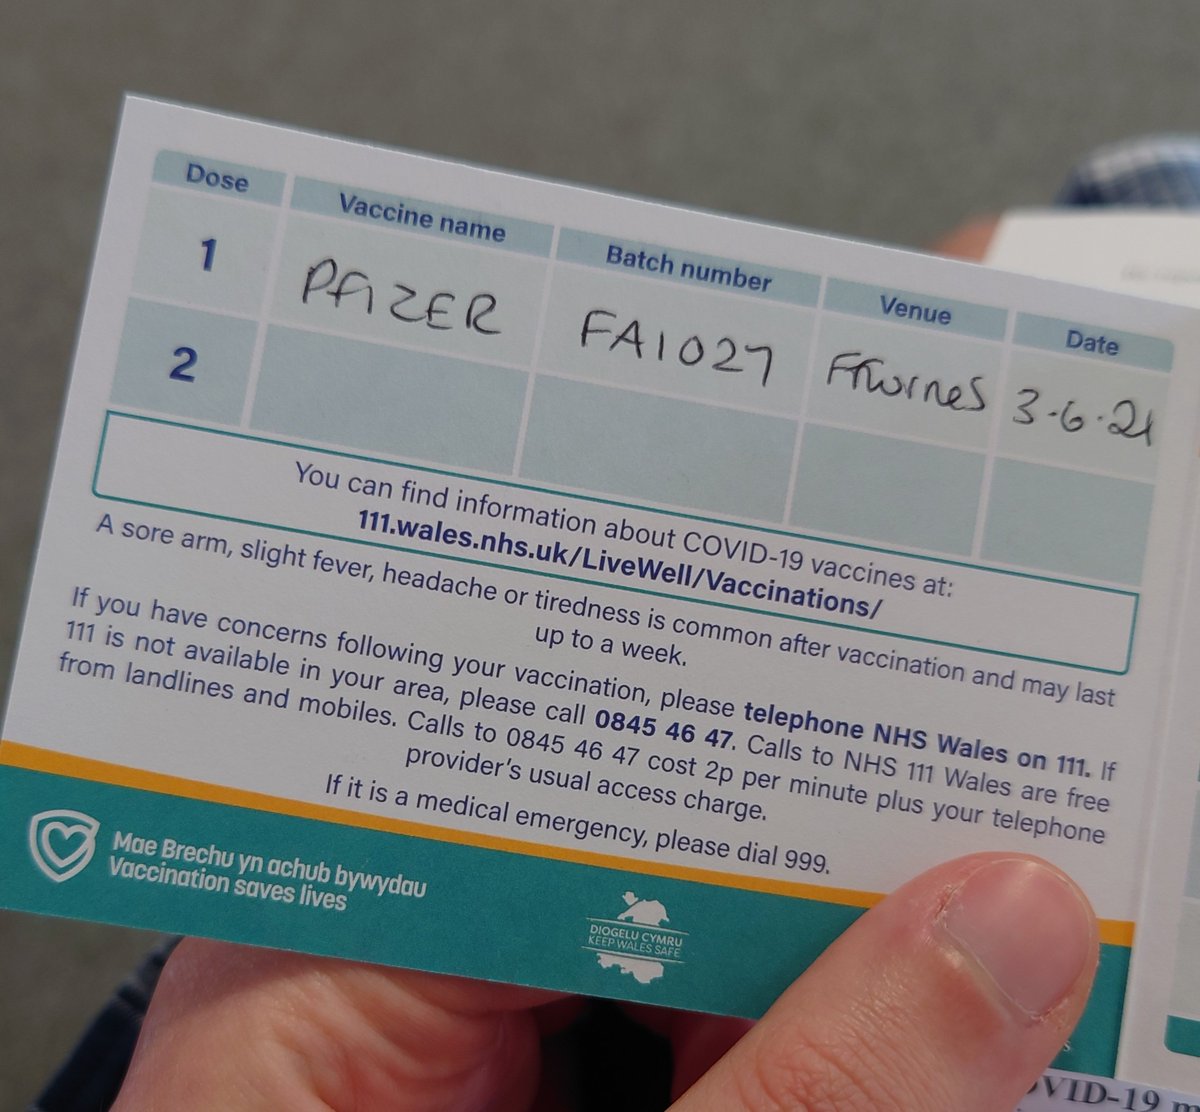 Dose Vaccine name Batch number Venue Date
1 PFIZER FA1027 Ffwrnes 3.6.21
2
You can find information about COVID-19 vaccines at:
111.wales.nhs.uk/LiveWell/Vaccinations/
A sore arm, slight fever, headache or tiredness is common after vaccination and may last
up to a week.
If you have concerns following your vaccination, please telephone NHS Wales on 111. If
111 is not available in your area, please call 0845 46 47. Calls to NHS 111 Wales are free
from landlines and mobiles. Calls to 0845 46 47 cost 2p per minute plus your telephone
provider's usual access charge.
If it is a medical emergency, please dial 999.
Mae Brechu yn achub bywydau
Vaccination saves lives
DIOGELU CYMRU
KEEP WALES SAFE
OVID-19